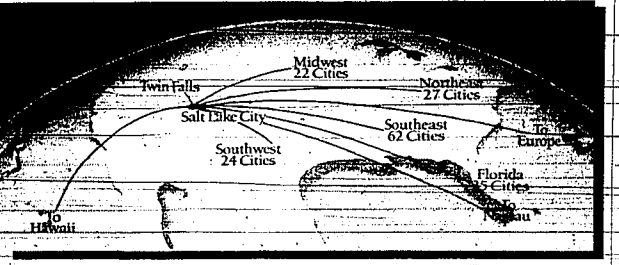 Midwest
22 Cities
Twin Falls
Northeast
27 Cities
Salt Lake City
Southeast
62 Cities
To
Europe
Southwest
24 Cities
Florida
Cities
To
Hawaii
To
Nassau